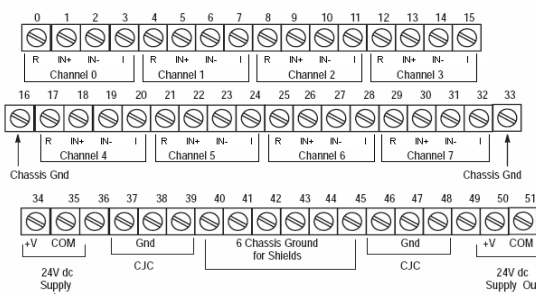 0 1 2 3 4 5 6 7 8 9 10 11 12 13 14 15
R IN+ IN- I R IN+ IN- I R IN+ IN- I R IN+ IN- I
Channel 0 Channel 1 Channel 2 Channel 3
16 17 18 19 20 21 22 23 24 25 26 27 28 29 30 31 32 33
R IN+ IN- I R IN+ IN- I R IN+ IN- I R IN+ IN- I
Channel 4 Channel 5 Channel 6 Channel 7
Chassis Gnd Chassis Gnd
34 35 36 37 38 39 40 41 42 43 44 45 46 47 48 49 50 51
+V COM Gnd 6 Chassis Ground Gnd +V COM
for Shields
CJC CJC
24V dc 24V dc
Supply Supply